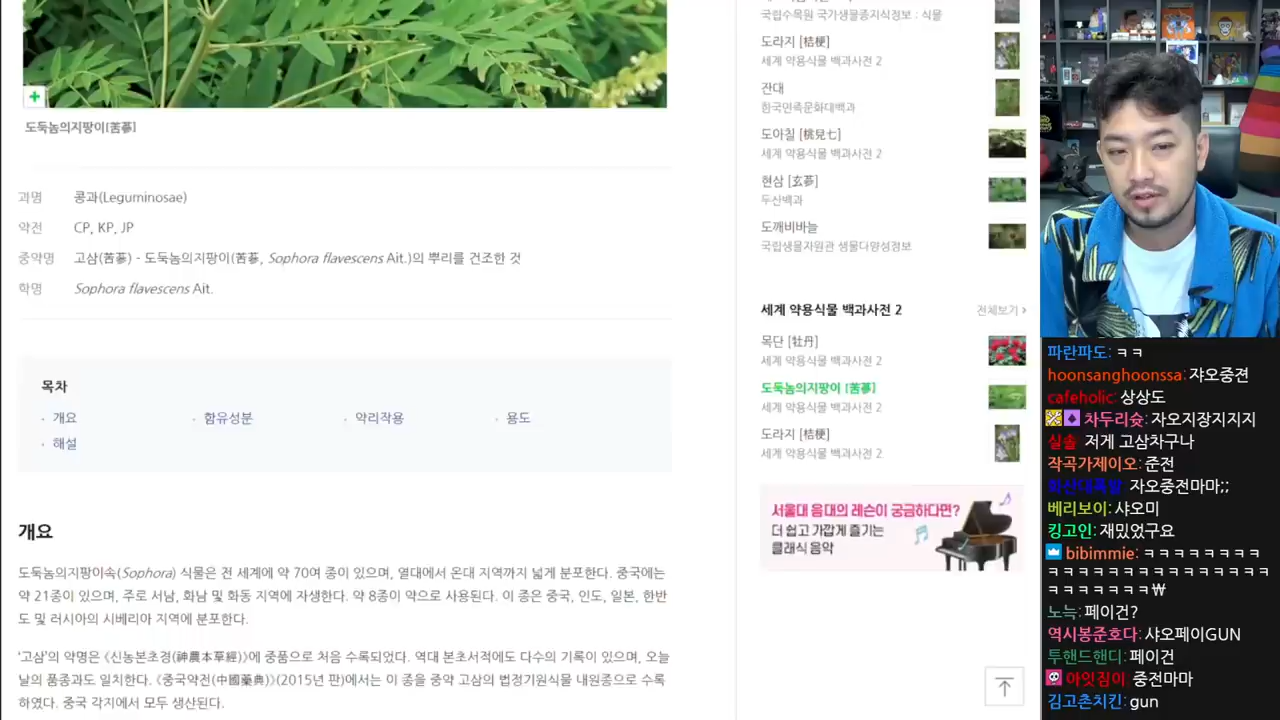 도둑놈의지팡이[苦蔘]
과명 콩과(Leguminosae)
약전 CP, KP, JP
중약명 고삼(苦蔘) - 도둑놈의지팡이(苦蔘, Sophora flavescens Ait.)의 뿌리를 건조한 것
학명 Sophora flavescens Ait.
목차
· 개요 · 함유성분 · 약리작용 · 용도
· 해설
개요
도둑놈의지팡이속(Sophora) 식물은 전 세계에 약 70여 종이 있으며, 열대에서 온대 지역까지 넓게 분포한다. 중국에는
약 21종이 있으며, 주로 서남, 화남 및 화동 지역에 자생한다. 약 8종이 약으로 사용된다. 이 종은 중국, 인도, 일본, 한반
도 및 러시아의 시베리아 지역에 분포한다.
'고삼'의 약명은 《신농본초경(神農本草經)》에 중품으로 처음 수록되었다. 역대 본초서적에도 다수의 기록이 있으며, 오늘
날의 품종과도 일치한다. 《중국약전(中國藥典)》(2015년 판)에서는 이 종을 중약 고삼의 법정기원식물 내원종으로 수록
하였다. 중국 각지에서 모두 생산된다.
국립수목원 국가생물종지식정보 : 식물
도라지 [桔梗]
세계 약용식물 백과사전 2
잔대
한국민족문화대백과
도아칠 [桃兒七]
세계 약용식물 백과사전 2
현삼 [玄蔘]
두산백과
도깨비바늘
국립생물자원관 생물다양성정보
세계 약용식물 백과사전 2 전체보기 >
목단 [牡丹]
세계 약용식물 백과사전 2
도둑놈의지팡이 [苦蔘]
세계 약용식물 백과사전 2
도라지 [桔梗]
세계 약용식물 백과사전 2
서울대 음대의 레슨이 궁금하다면?
더 쉽고 가깝게 즐기는
클래식 음악
파란파도: ㅋㅋ
hoonsanghoonssa: 쟈오중젼
cafeholic: 상상도
차두리슛: 자오지장지지지
실솔 저게 고삼차구나
작곡가제이오: 준전
화산대폭발 자오중전마마;;
베리보이: 샤오미
킹고인: 재밌었구요
bibimmie: ㅋㅋㅋㅋㅋㅋㅋㅋ
ㅋㅋㅋㅋㅋㅋㅋㅋㅋㅋㅋㅋㅋㅋㅋ
ㅋㅋㅋㅋㅋㅋㅋ₩
노늑: 페이건?
역시봉준호다: 샤오페이GUN
투핸드핸디: 페이건
아잇짐이 중전마마
김고촌치킨: gun